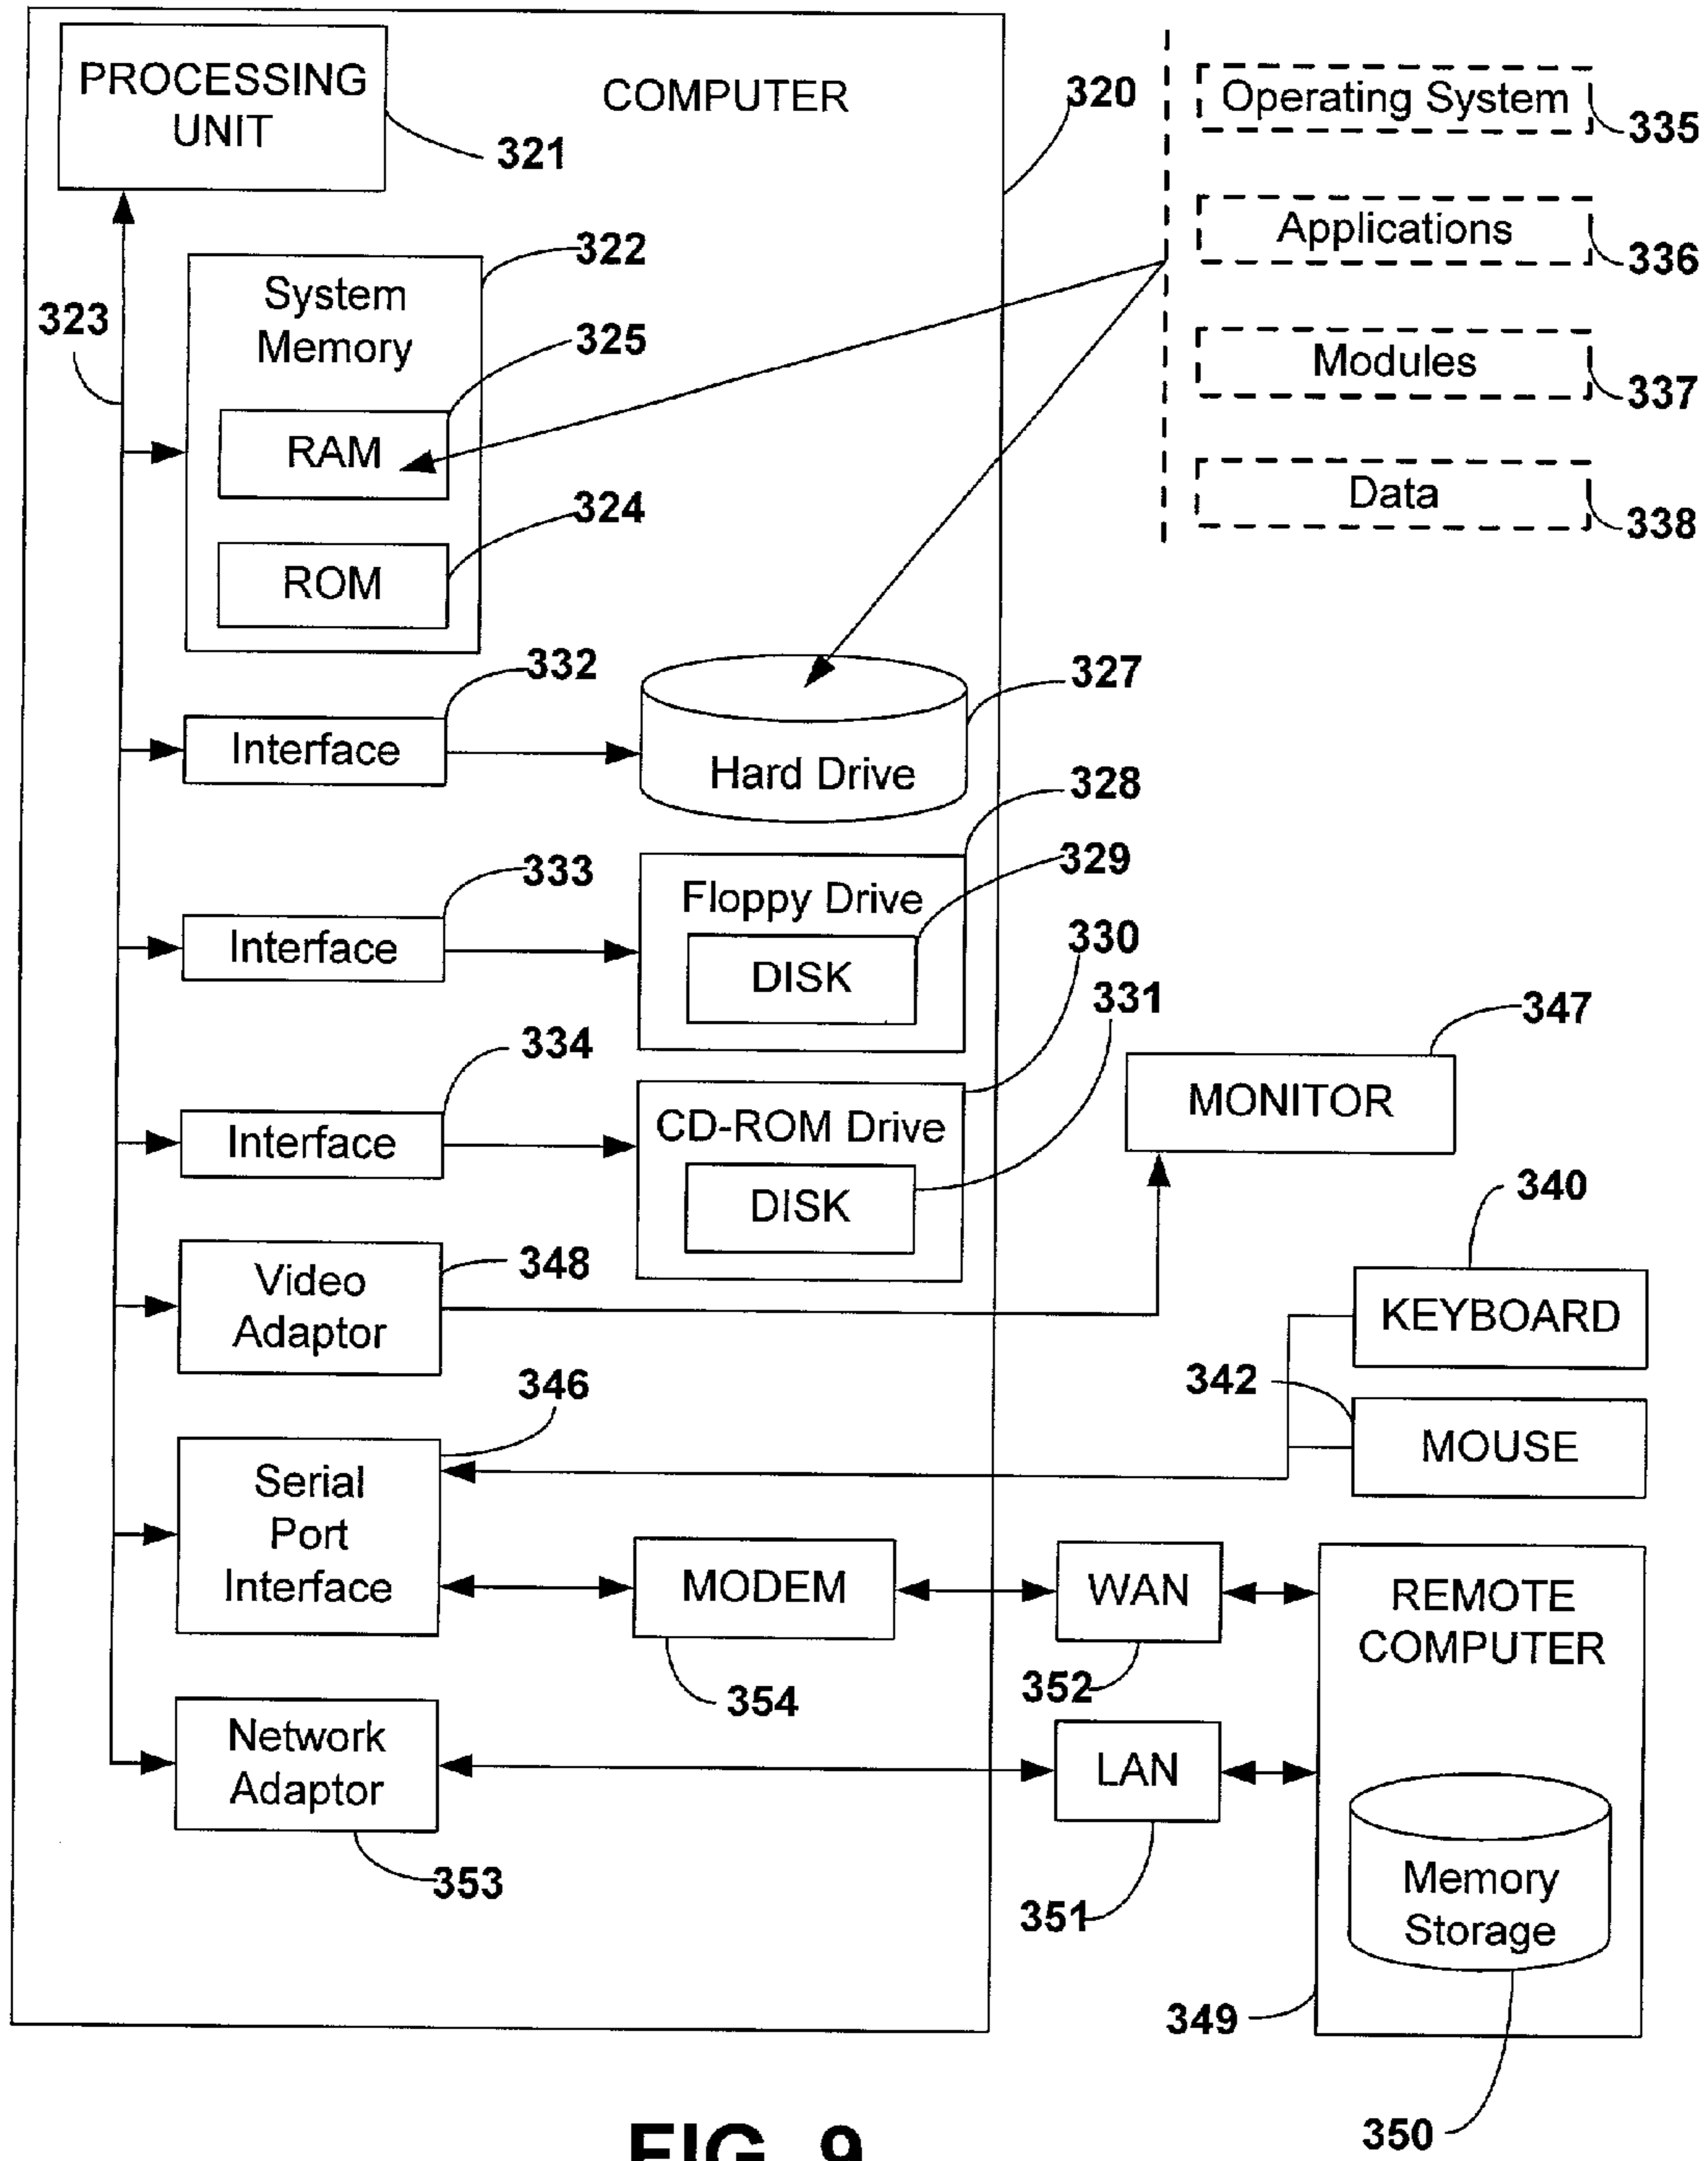 PROCESSING
UNIT
321
COMPUTER
320
Operating System
335
Applications
336
Modules
337
Data
338
322
System
Memory
323
325
RAM
324
ROM
332
Interface
327
Hard Drive
328
333
Interface
329
Floppy Drive
DISK
330
331
334
Interface
CD-ROM Drive
DISK
347
MONITOR
348
Video
Adaptor
340
KEYBOARD
342
MOUSE
346
Serial
Port
Interface
MODEM
354
WAN
352
REMOTE
COMPUTER
Network
Adaptor
353
LAN
351
Memory
Storage
349
350
FIG. 9